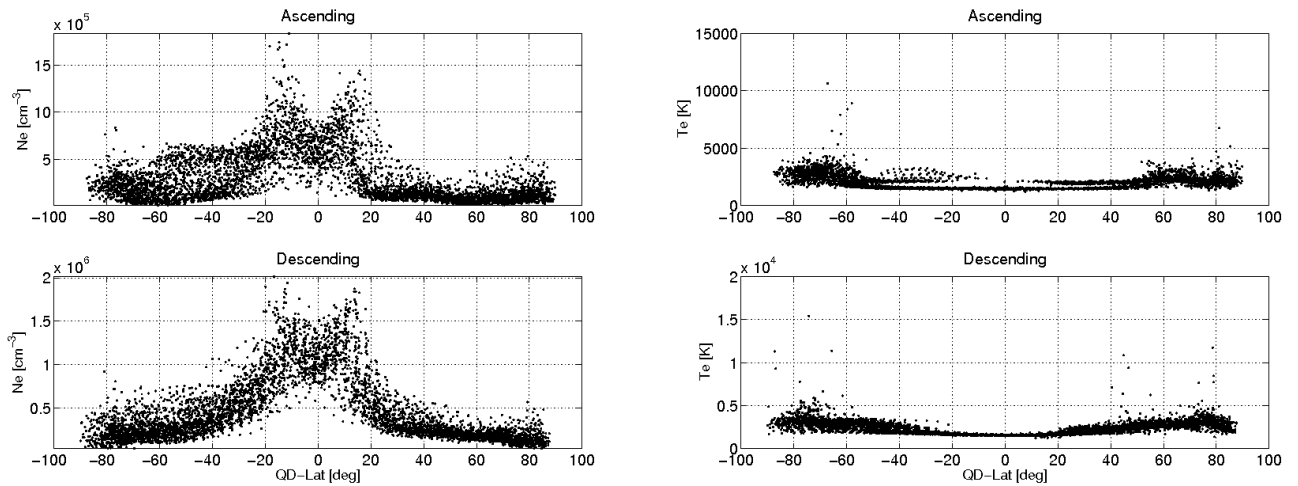 Ascending
x 10^5
Ne [cm^−3]
15
10
5
−100 −80 −60 −40 −20 0 20 40 60 80 100
Ascending
Te [K]
15000
10000
5000
0
−100 −80 −60 −40 −20 0 20 40 60 80 100
Descending
x 10^6
Ne [cm^−3]
2
1.5
1
0.5
−100 −80 −60 −40 −20 0 20 40 60 80 100
QD−Lat [deg]
Descending
x 10^4
Te [K]
2
1.5
1
0.5
0
−100 −80 −60 −40 −20 0 20 40 60 80 100
QD−Lat [deg]